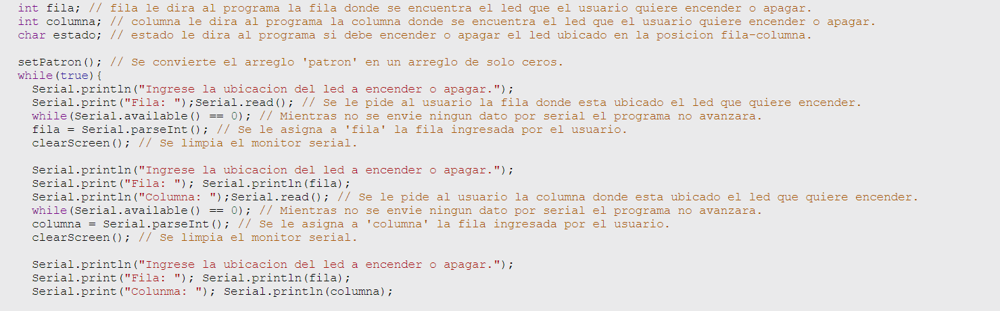 int fila; // fila le dira al programa la fila donde se encuentra el led que el usuario quiere encender o apagar.
int columna; // columna le dira al programa la columna donde se encuentra el led que el usuario quiere encender o apagar.
char estado; // estado le dira al programa si debe encender o apagar el led ubicado en la posicion fila-columna.
setPatron(); // Se convierte el arreglo 'patron' en un arreglo de solo ceros.
while(true){
Serial.println("Ingrese la ubicacion del led a encender o apagar.");
Serial.print("Fila: ");Serial.read(); // Se le pide al usuario la fila donde esta ubicado el led que quiere encender.
while(Serial.available() == 0); // Mientras no se envie ningun dato por serial el programa no avanzara.
fila = Serial.parseInt(); // Se le asigna a 'fila' la fila ingresada por el usuario.
clearScreen(); // Se limpia el monitor serial.
Serial.println("Ingrese la ubicacion del led a encender o apagar.");
Serial.print("Fila: "); Serial.println(fila);
Serial.println("Columna: ");Serial.read(); // Se le pide al usuario la columna donde esta ubicado el led que quiere encender.
while(Serial.available() == 0); // Mientras no se envie ningun dato por serial el programa no avanzara.
columna = Serial.parseInt(); // Se le asigna a 'columna' la fila ingresada por el usuario.
clearScreen(); // Se limpia el monitor serial.
Serial.println("Ingrese la ubicacion del led a encender o apagar.");
Serial.print("Fila: "); Serial.println(fila);
Serial.print("Colunma: "); Serial.println(columna);